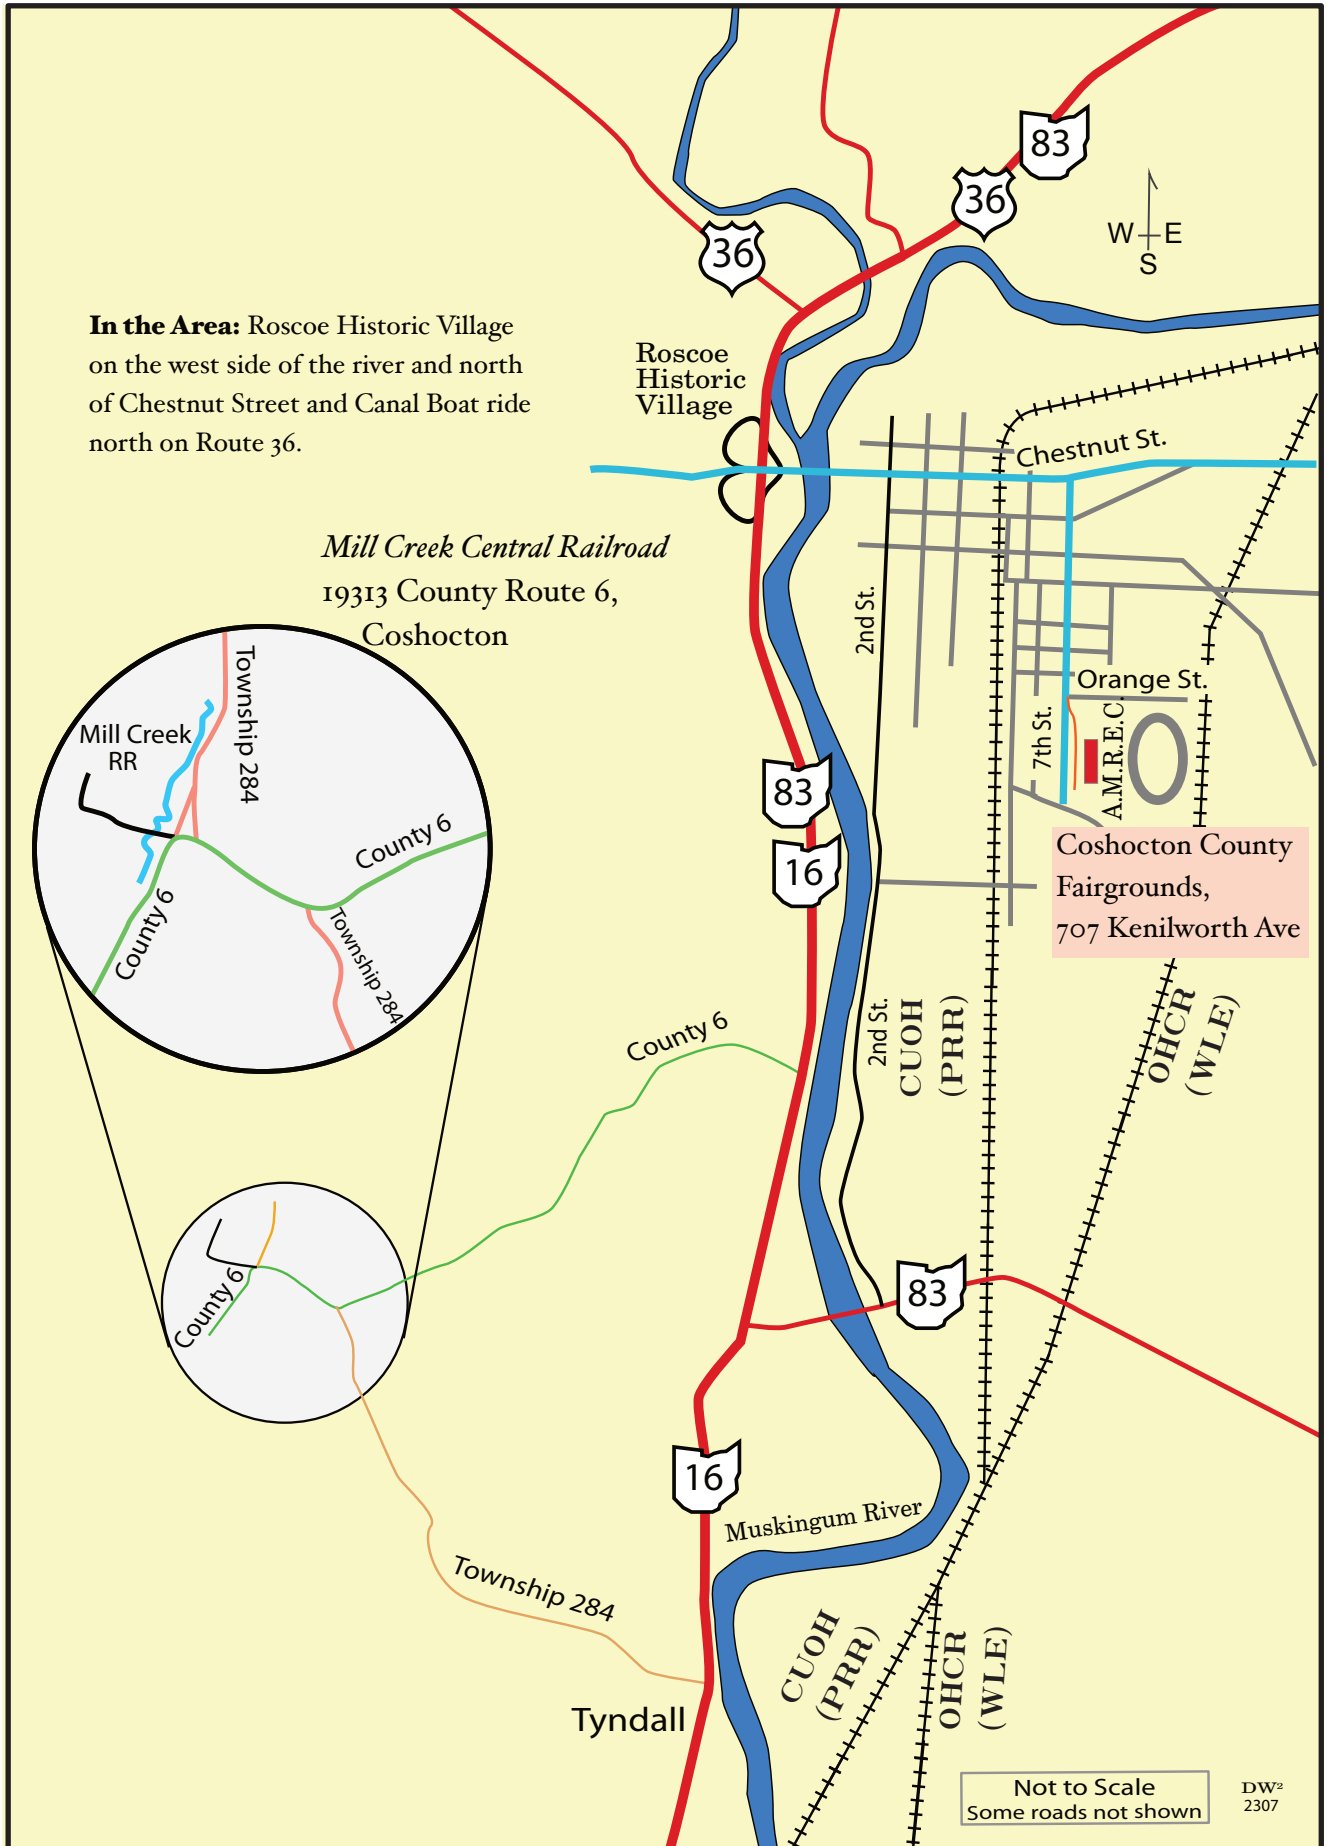 83
36
36
W E
S
In the Area: Roscoe Historic Village
on the west side of the river and north
of Chestnut Street and Canal Boat ride
north on Route 36.
Roscoe
Historic
Village
Chestnut St.
Mill Creek Central Railroad
19313 County Route 6,
Coshocton
2nd St.
Township 284
Mill Creek
RR
Orange St.
7th St.
A.M.R.E.C.
83
16
County 6
County 6
Township 284
Coshocton County
Fairgrounds,
707 Kenilworth Ave
2nd St.
CUOH
(PRR)
OHCR
(WLE)
County 6
County 6
83
16
Muskingum River
Township 284
CUOH
(PRR)
OHCR
(WLE)
Tyndall
Not to Scale
Some roads not shown
DW²
2307